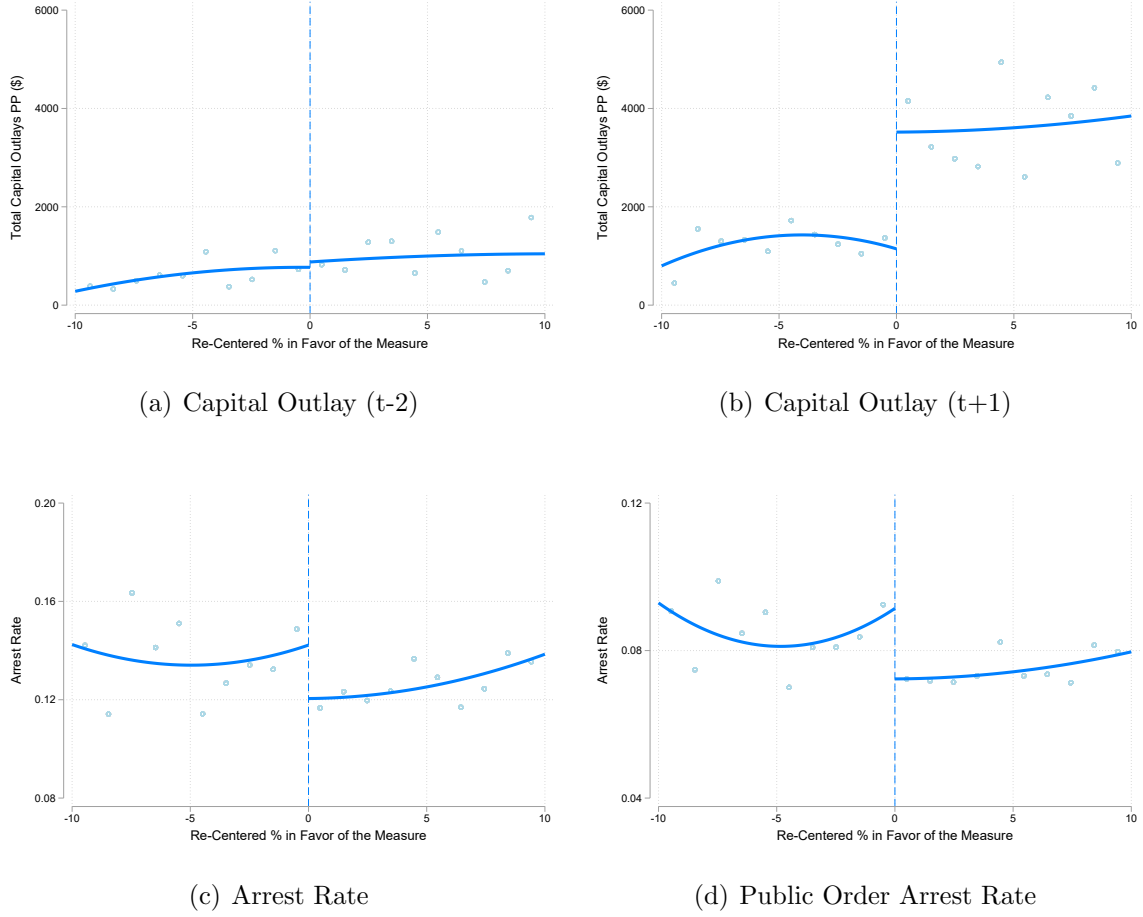 Total Capital Outlays PP ($)
6000
4000
2000
0
-10 -5 0 5 10
Re-Centered % in Favor of the Measure
(a) Capital Outlay (t-2)
Total Capital Outlays PP ($)
6000
4000
2000
0
-10 -5 0 5 10
Re-Centered % in Favor of the Measure
(b) Capital Outlay (t+1)
Arrest Rate
0.20
0.16
0.12
0.08
-10 -5 0 5 10
Re-Centered % in Favor of the Measure
(c) Arrest Rate
Arrest Rate
0.12
0.08
0.04
-10 -5 0 5 10
Re-Centered % in Favor of the Measure
(d) Public Order Arrest Rate